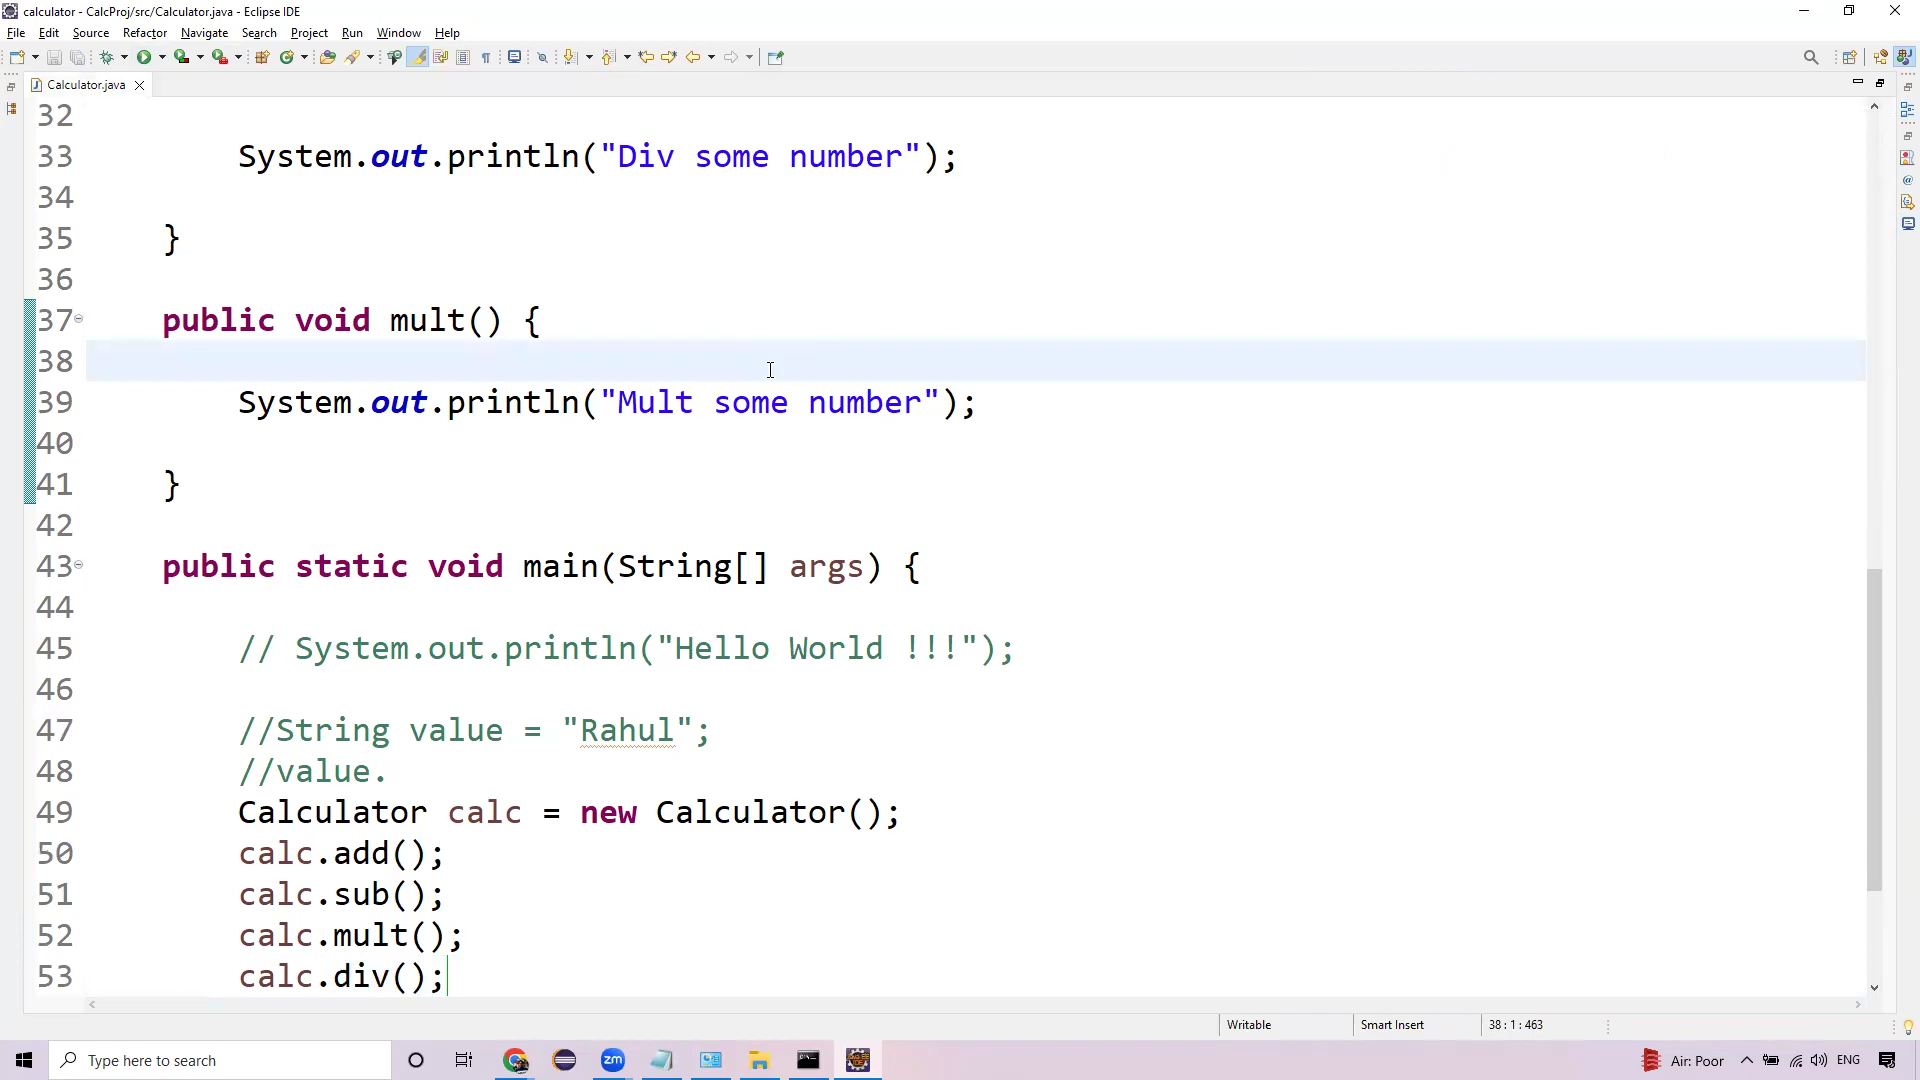 calculator - CalcProj/src/Calculator.java - Eclipse IDE
File Edit Source Refactor Navigate Search Project Run Window Help
Calculator.java
32
33 System.out.println("Div some number");
34
35 }
36
37 public void mult() {
38
39 System.out.println("Mult some number");
40
41 }
42
43 public static void main(String[] args) {
44
45 // System.out.println("Hello World !!!");
46
47 //String value = "Rahul";
48 //value.
49 Calculator calc = new Calculator();
50 calc.add();
51 calc.sub();
52 calc.mult();
53 calc.div();
Writable Smart Insert 38 : 1 : 463
Type here to search zm Air: Poor ENG